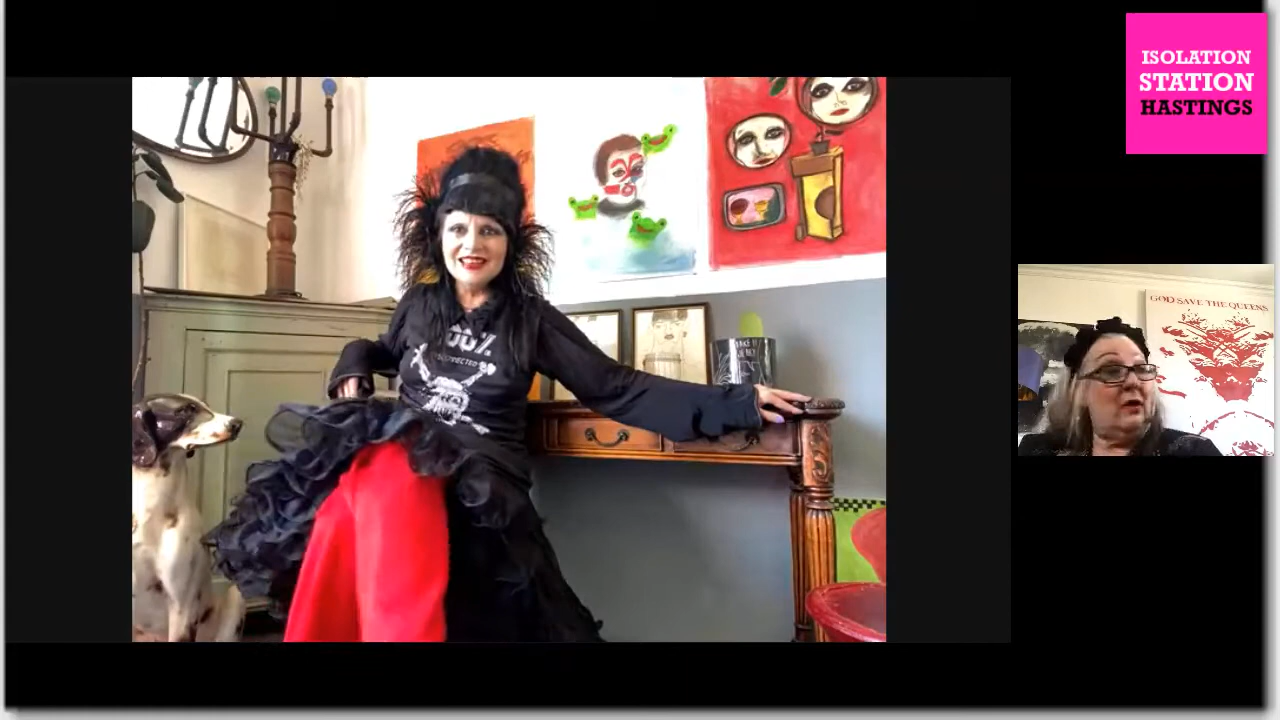 ISOLATION
STATION
HASTINGS
GOD SAVE THE QUEENS